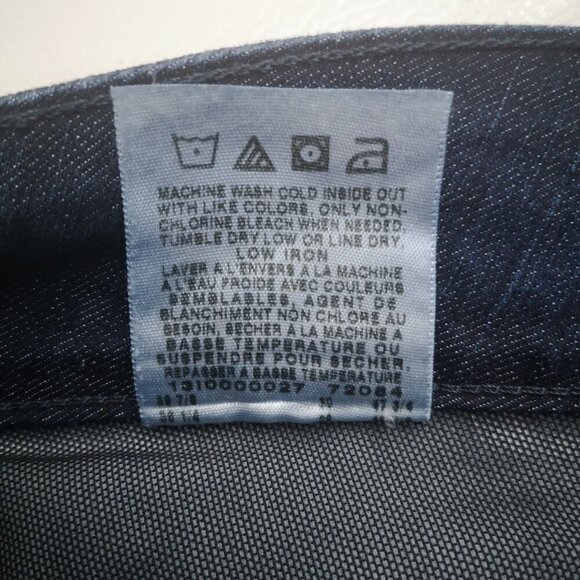 MACHINE WASH COLD INSIDE OUT
WITH LIKE COLORS. ONLY NON-
CHLORINE BLEACH WHEN NEEDED.
TUMBLE DRY LOW OR LINE DRY.
LOW IRON
LAVER A L'ENVERS A LA MACHINE
A L'EAU FROIDE AVEC COULEURS
SEMBLABLES, AGENT DE
BLANCHIMENT NON CHLORE AU
BESOIN, SECHER A LA MACHINE A
BASSE TEMPERATURE OU
SUSPENDRE POUR SECHER.
REPASSER A BASSE TEMPERATURE
1310000027 72064